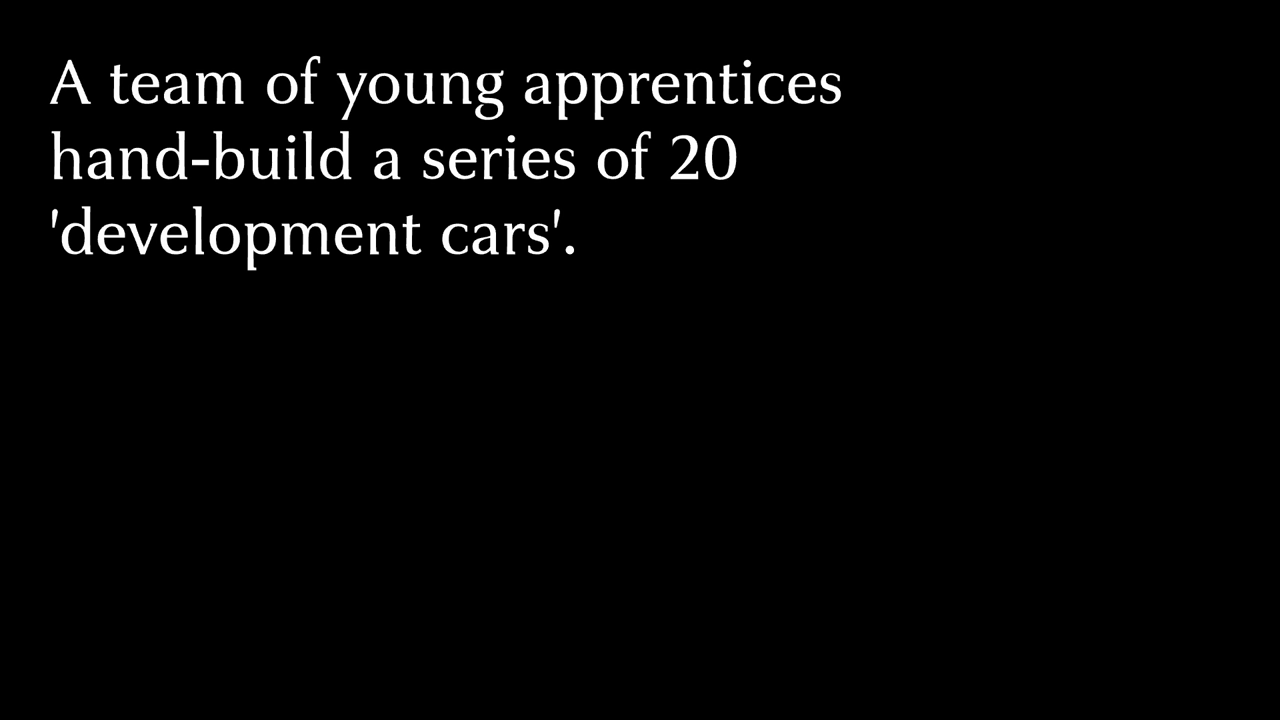 A team of young apprentices
hand-build a series of 20
'development cars'.